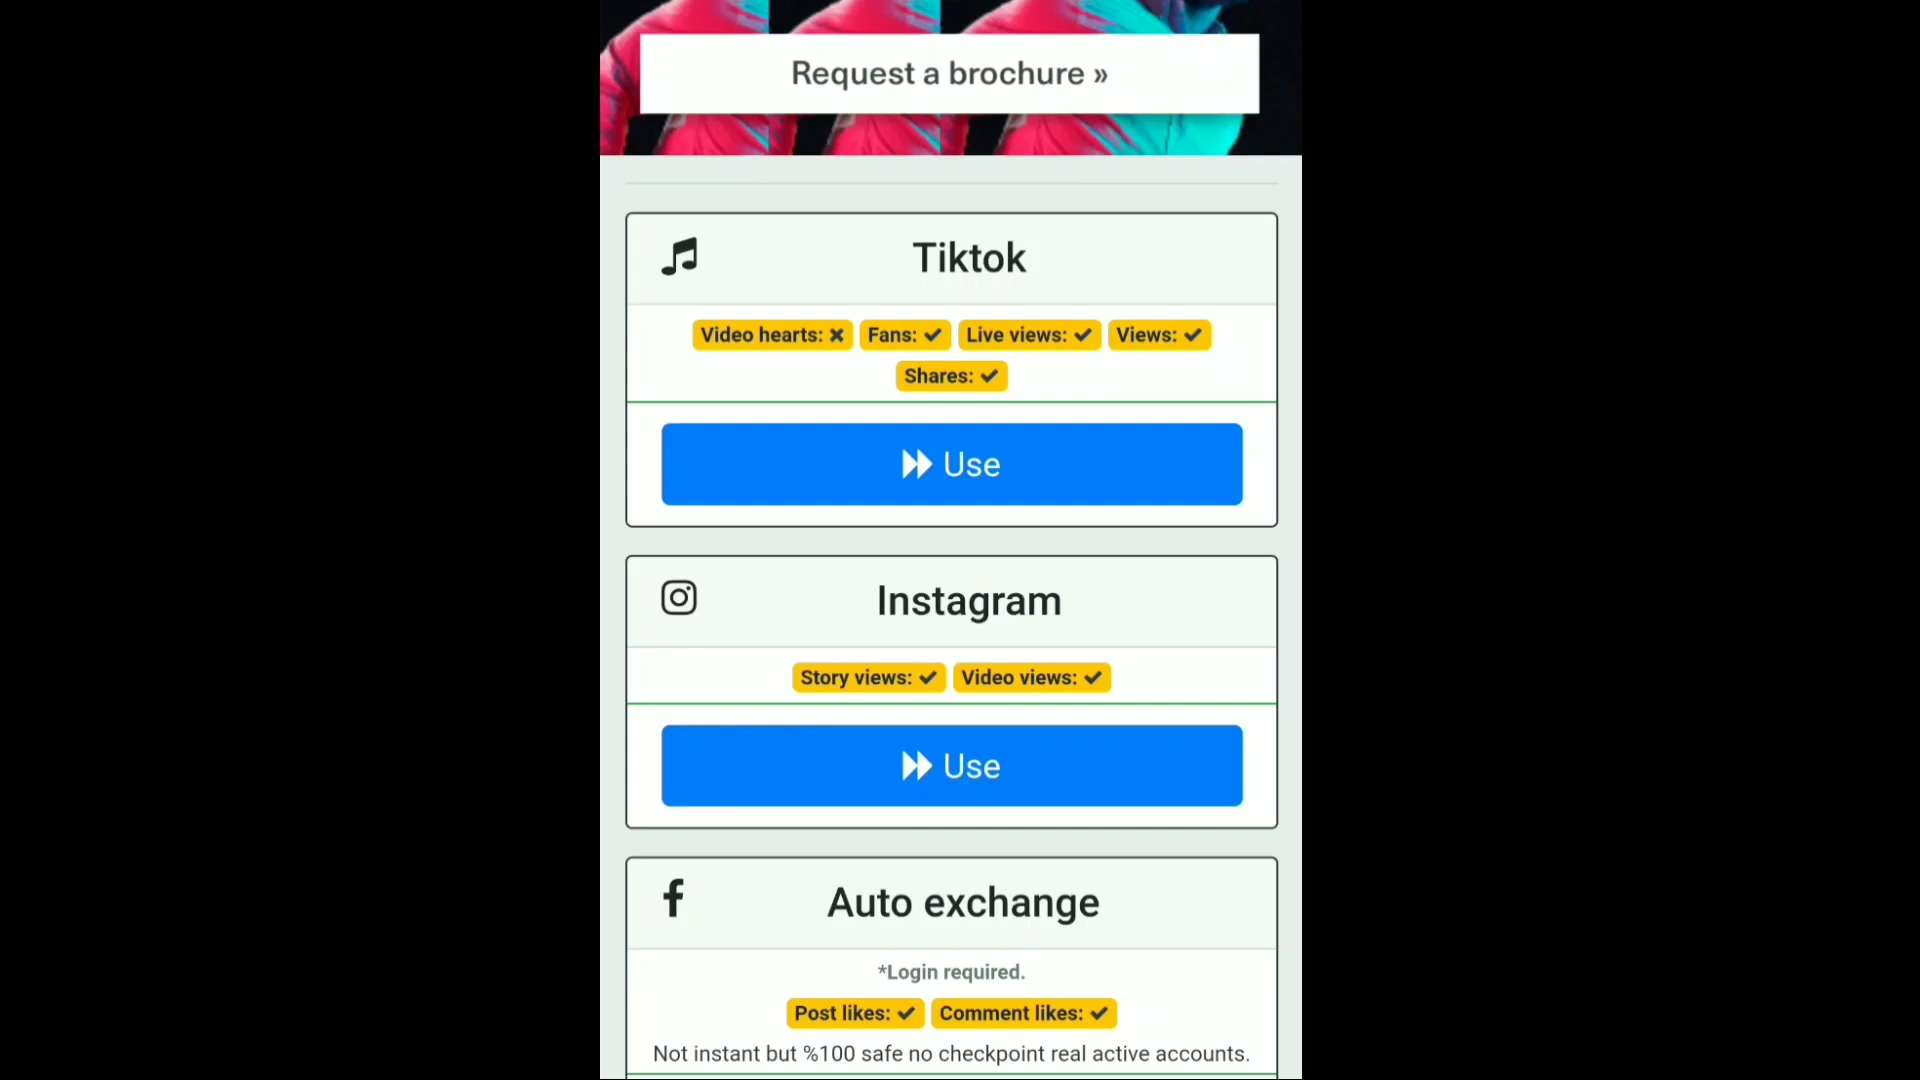 Request a brochure »
Tiktok
Video hearts: ✖ Fans: ✔ Live views: ✔ Views: ✔
Shares: ✔
Use
Instagram
Story views: ✔ Video views: ✔
Use
Auto exchange
*Login required.
Post likes: ✔ Comment likes: ✔
Not instant but %100 safe no checkpoint real active accounts.